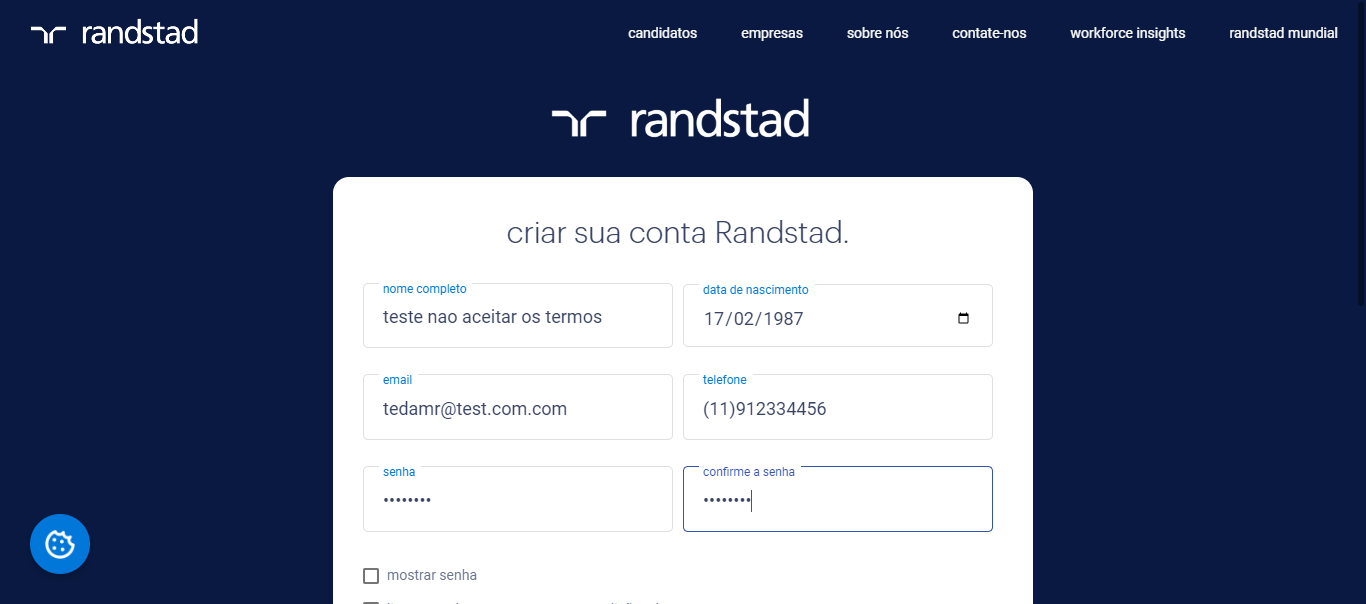 randstad
candidatos
empresas
sobre nós
contate-nos
workforce insights
randstad mundial
randstad
criar sua conta Randstad.
nome completo
teste nao aceitar os termos
data de nascimento
17/02/1987
email
tedamr@test.com.com
telefone
(11)912334456
senha
••••••••
confirme a senha
••••••••
mostrar senha